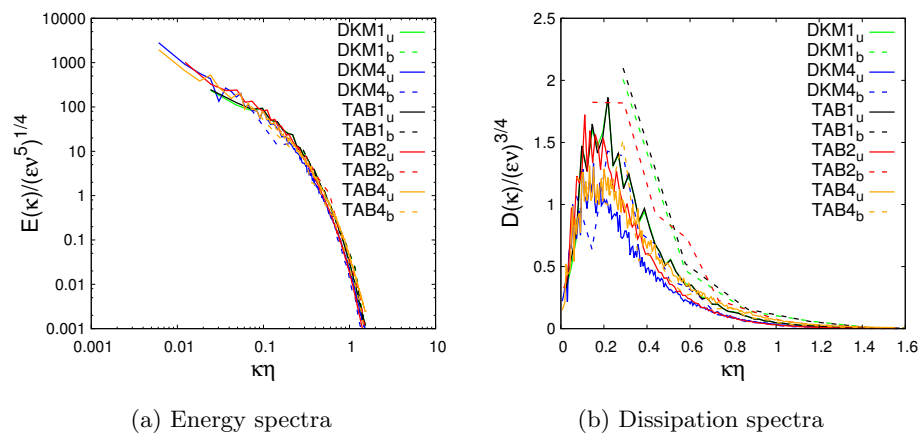 10000
1000
100
10
1
0.1
0.01
0.001
0.001 0.01 0.1 1 10
E(κ)/(εν⁵)^1/4
κη
DKM1_u
DKM1_b
DKM4_u
DKM4_b
TAB1_u
TAB1_b
TAB2_u
TAB2_b
TAB4_u
TAB4_b
(a) Energy spectra
2.5
2
1.5
1
0.5
0
0 0.2 0.4 0.6 0.8 1 1.2 1.4 1.6
D(κ)/(εν)^3/4
κη
DKM1_u
DKM1_b
DKM4_u
DKM4_b
TAB1_u
TAB1_b
TAB2_u
TAB2_b
TAB4_u
TAB4_b
(b) Dissipation spectra